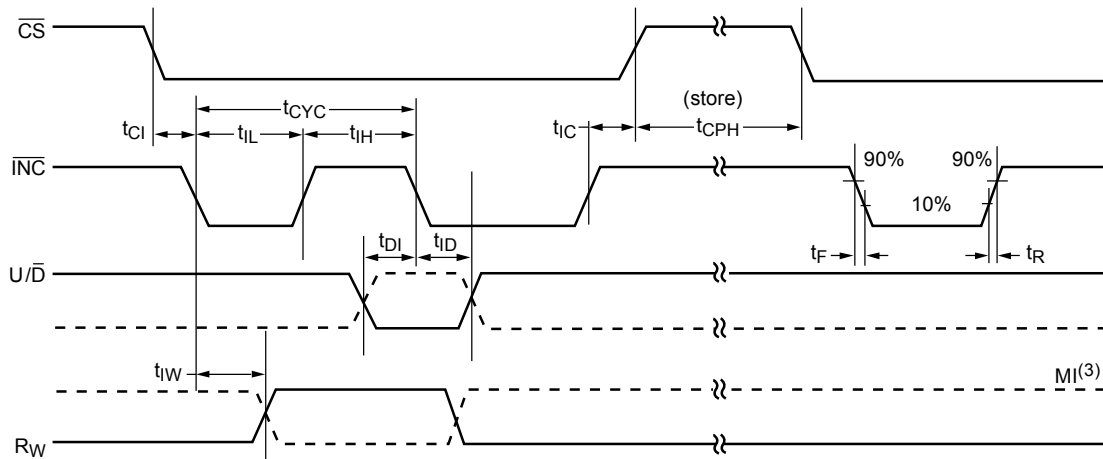 CS
tCYC
(store)
tCI
tIL
tIH
tIC
tCPH
INC
90%
90%
10%
tDI
tID
tF
tR
U/D
tIW
MI(3)
RW